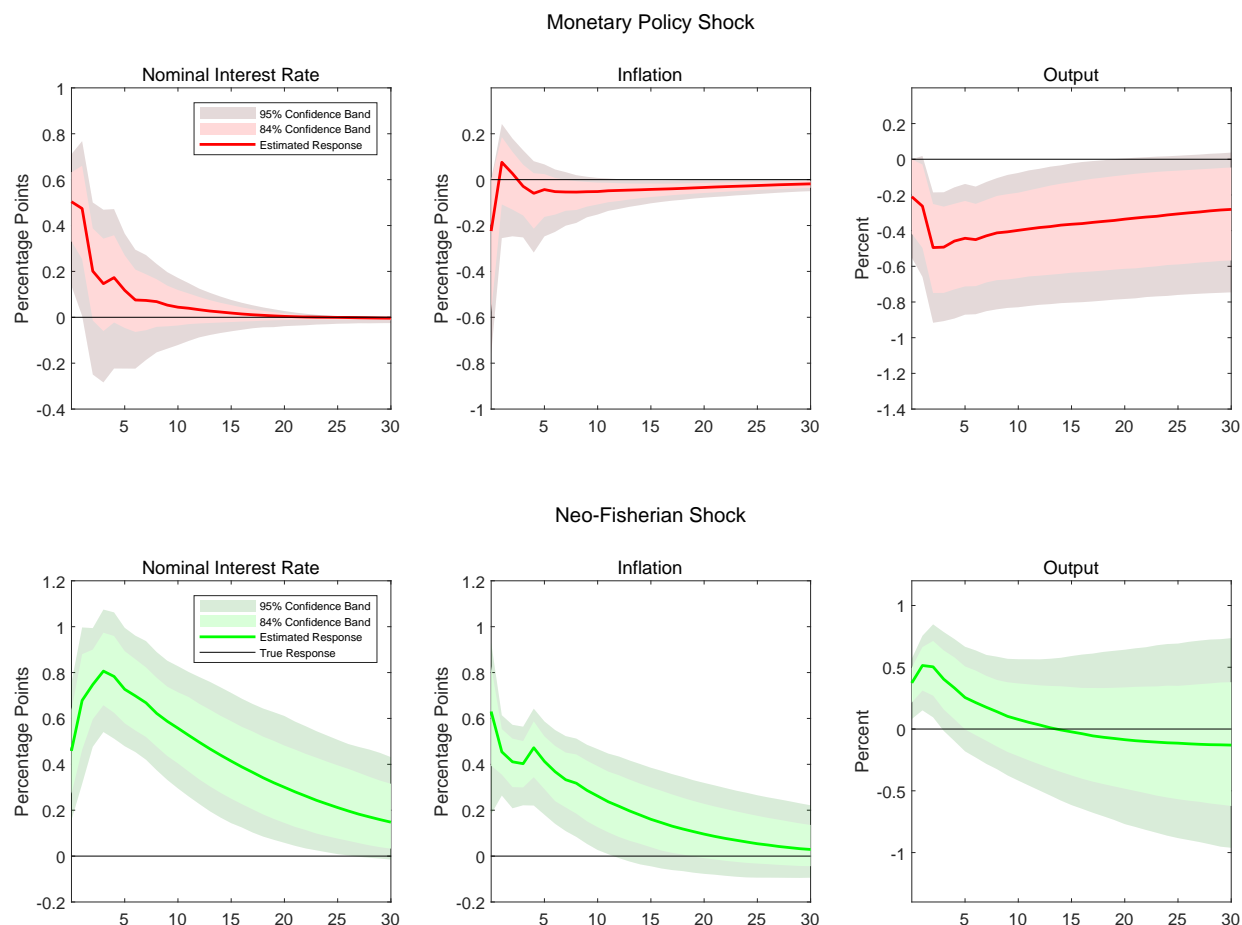 Monetary Policy Shock
Nominal Interest Rate
Inflation
Output
1
0.8
0.6
0.4
0.2
0
-0.2
-0.4
Percentage Points
95% Confidence Band
84% Confidence Band
Estimated Response
5 10 15 20 25 30
0.2
0
-0.2
-0.4
-0.6
-0.8
-1
Percentage Points
5 10 15 20 25 30
0.2
0
-0.2
-0.4
-0.6
-0.8
-1
-1.2
-1.4
Percent
5 10 15 20 25 30
Neo-Fisherian Shock
Nominal Interest Rate
Inflation
Output
1.2
1
0.8
0.6
0.4
0.2
0
-0.2
Percentage Points
95% Confidence Band
84% Confidence Band
Estimated Response
True Response
5 10 15 20 25 30
1.2
1
0.8
0.6
0.4
0.2
0
-0.2
Percentage Points
5 10 15 20 25 30
1
0.5
0
-0.5
-1
Percent
5 10 15 20 25 30